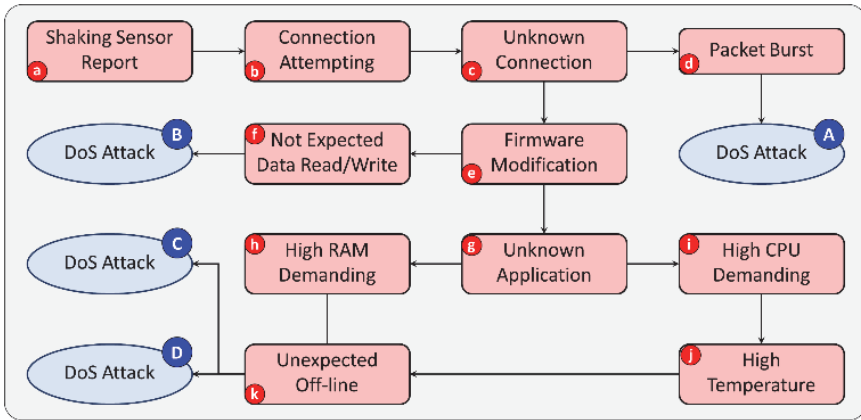 Shaking Sensor
Report
a
Connection
Attempting
b
Unknown
Connection
c
Packet Burst
d
B
DoS Attack
f
Not Expected
Data Read/Write
Firmware
Modification
e
A
DoS Attack
C
DoS Attack
h
High RAM
Demanding
g
Unknown
Application
i
High CPU
Demanding
D
DoS Attack
Unexpected
Off-line
k
j
High
Temperature